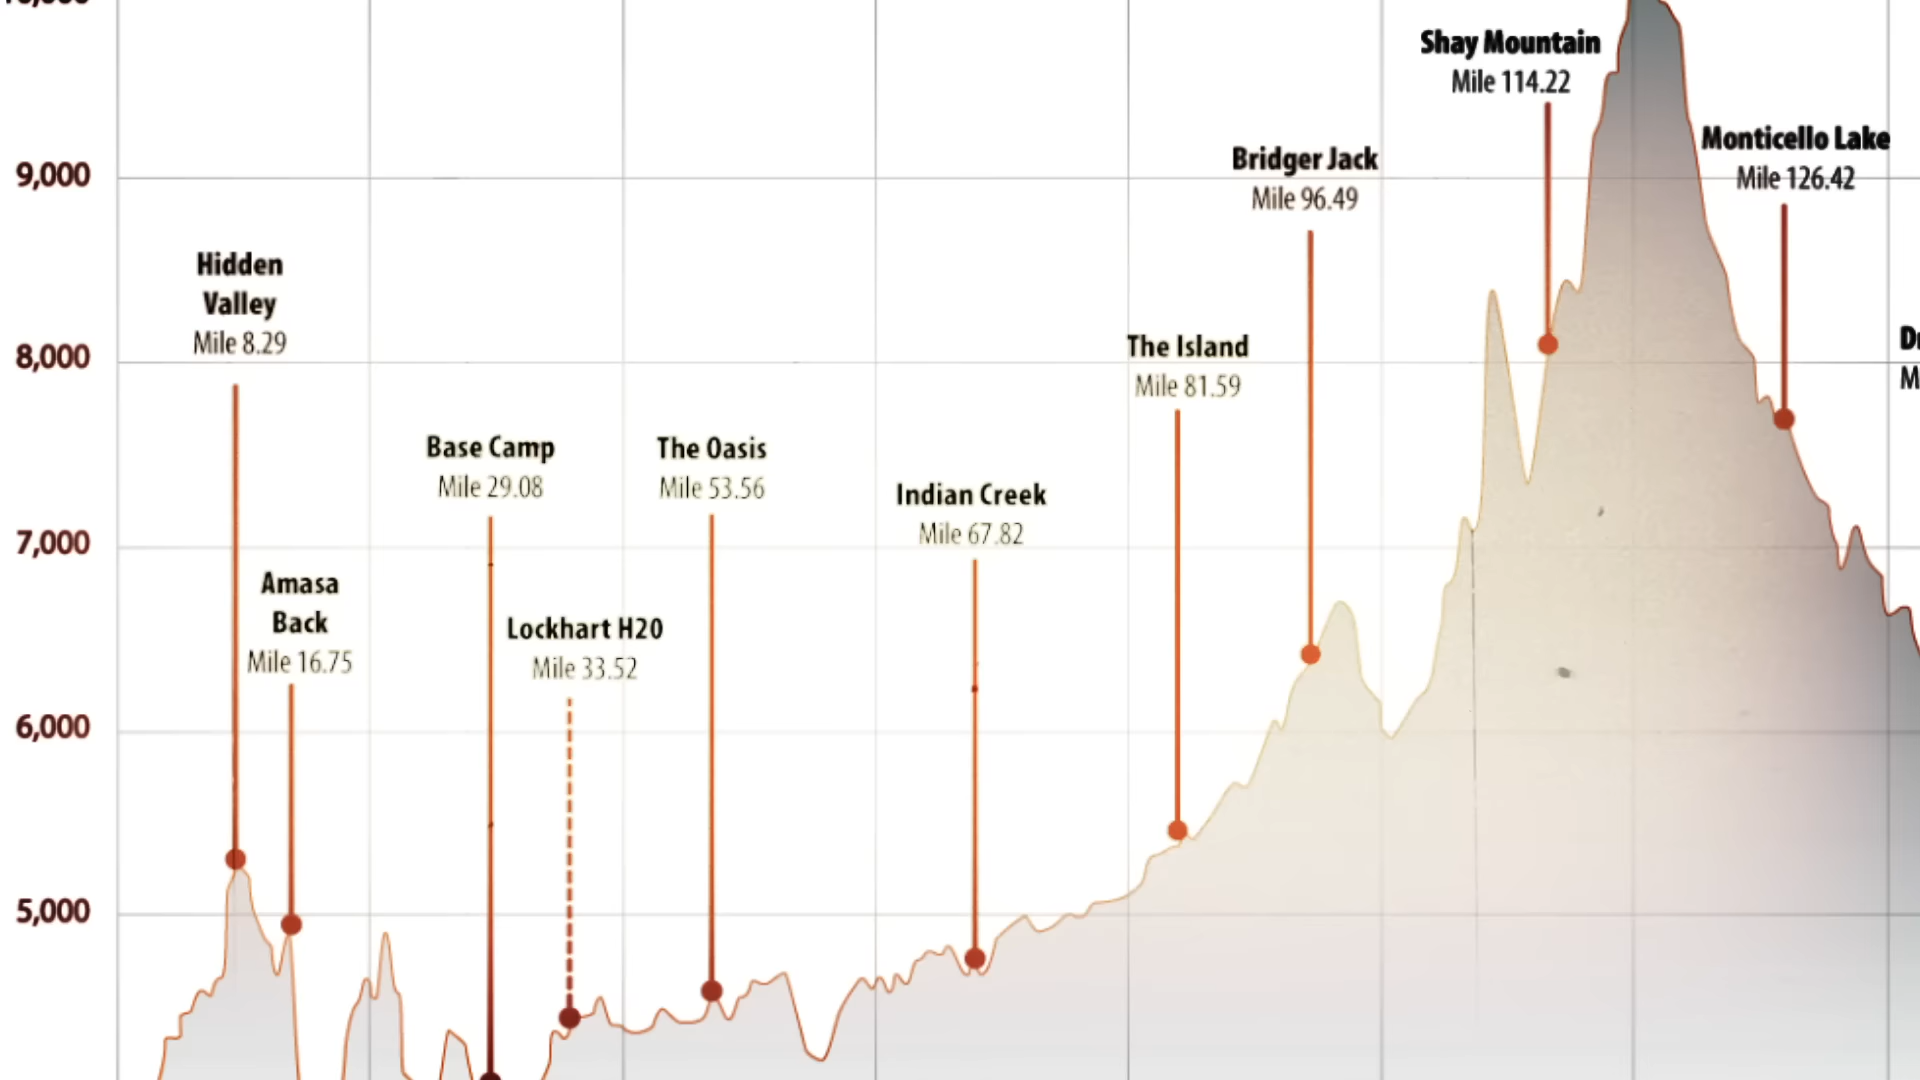 Shay Mountain
Mile 114.22
Monticello Lake
Mile 126.42
Bridger Jack
Mile 96.49
9,000
Hidden
Valley
Mile 8.29
The Island
Mile 81.59
8,000
Base Camp
Mile 29.08
The Oasis
Mile 53.56
Indian Creek
Mile 67.82
7,000
Amasa
Back
Mile 16.75
Lockhart H20
Mile 33.52
6,000
5,000